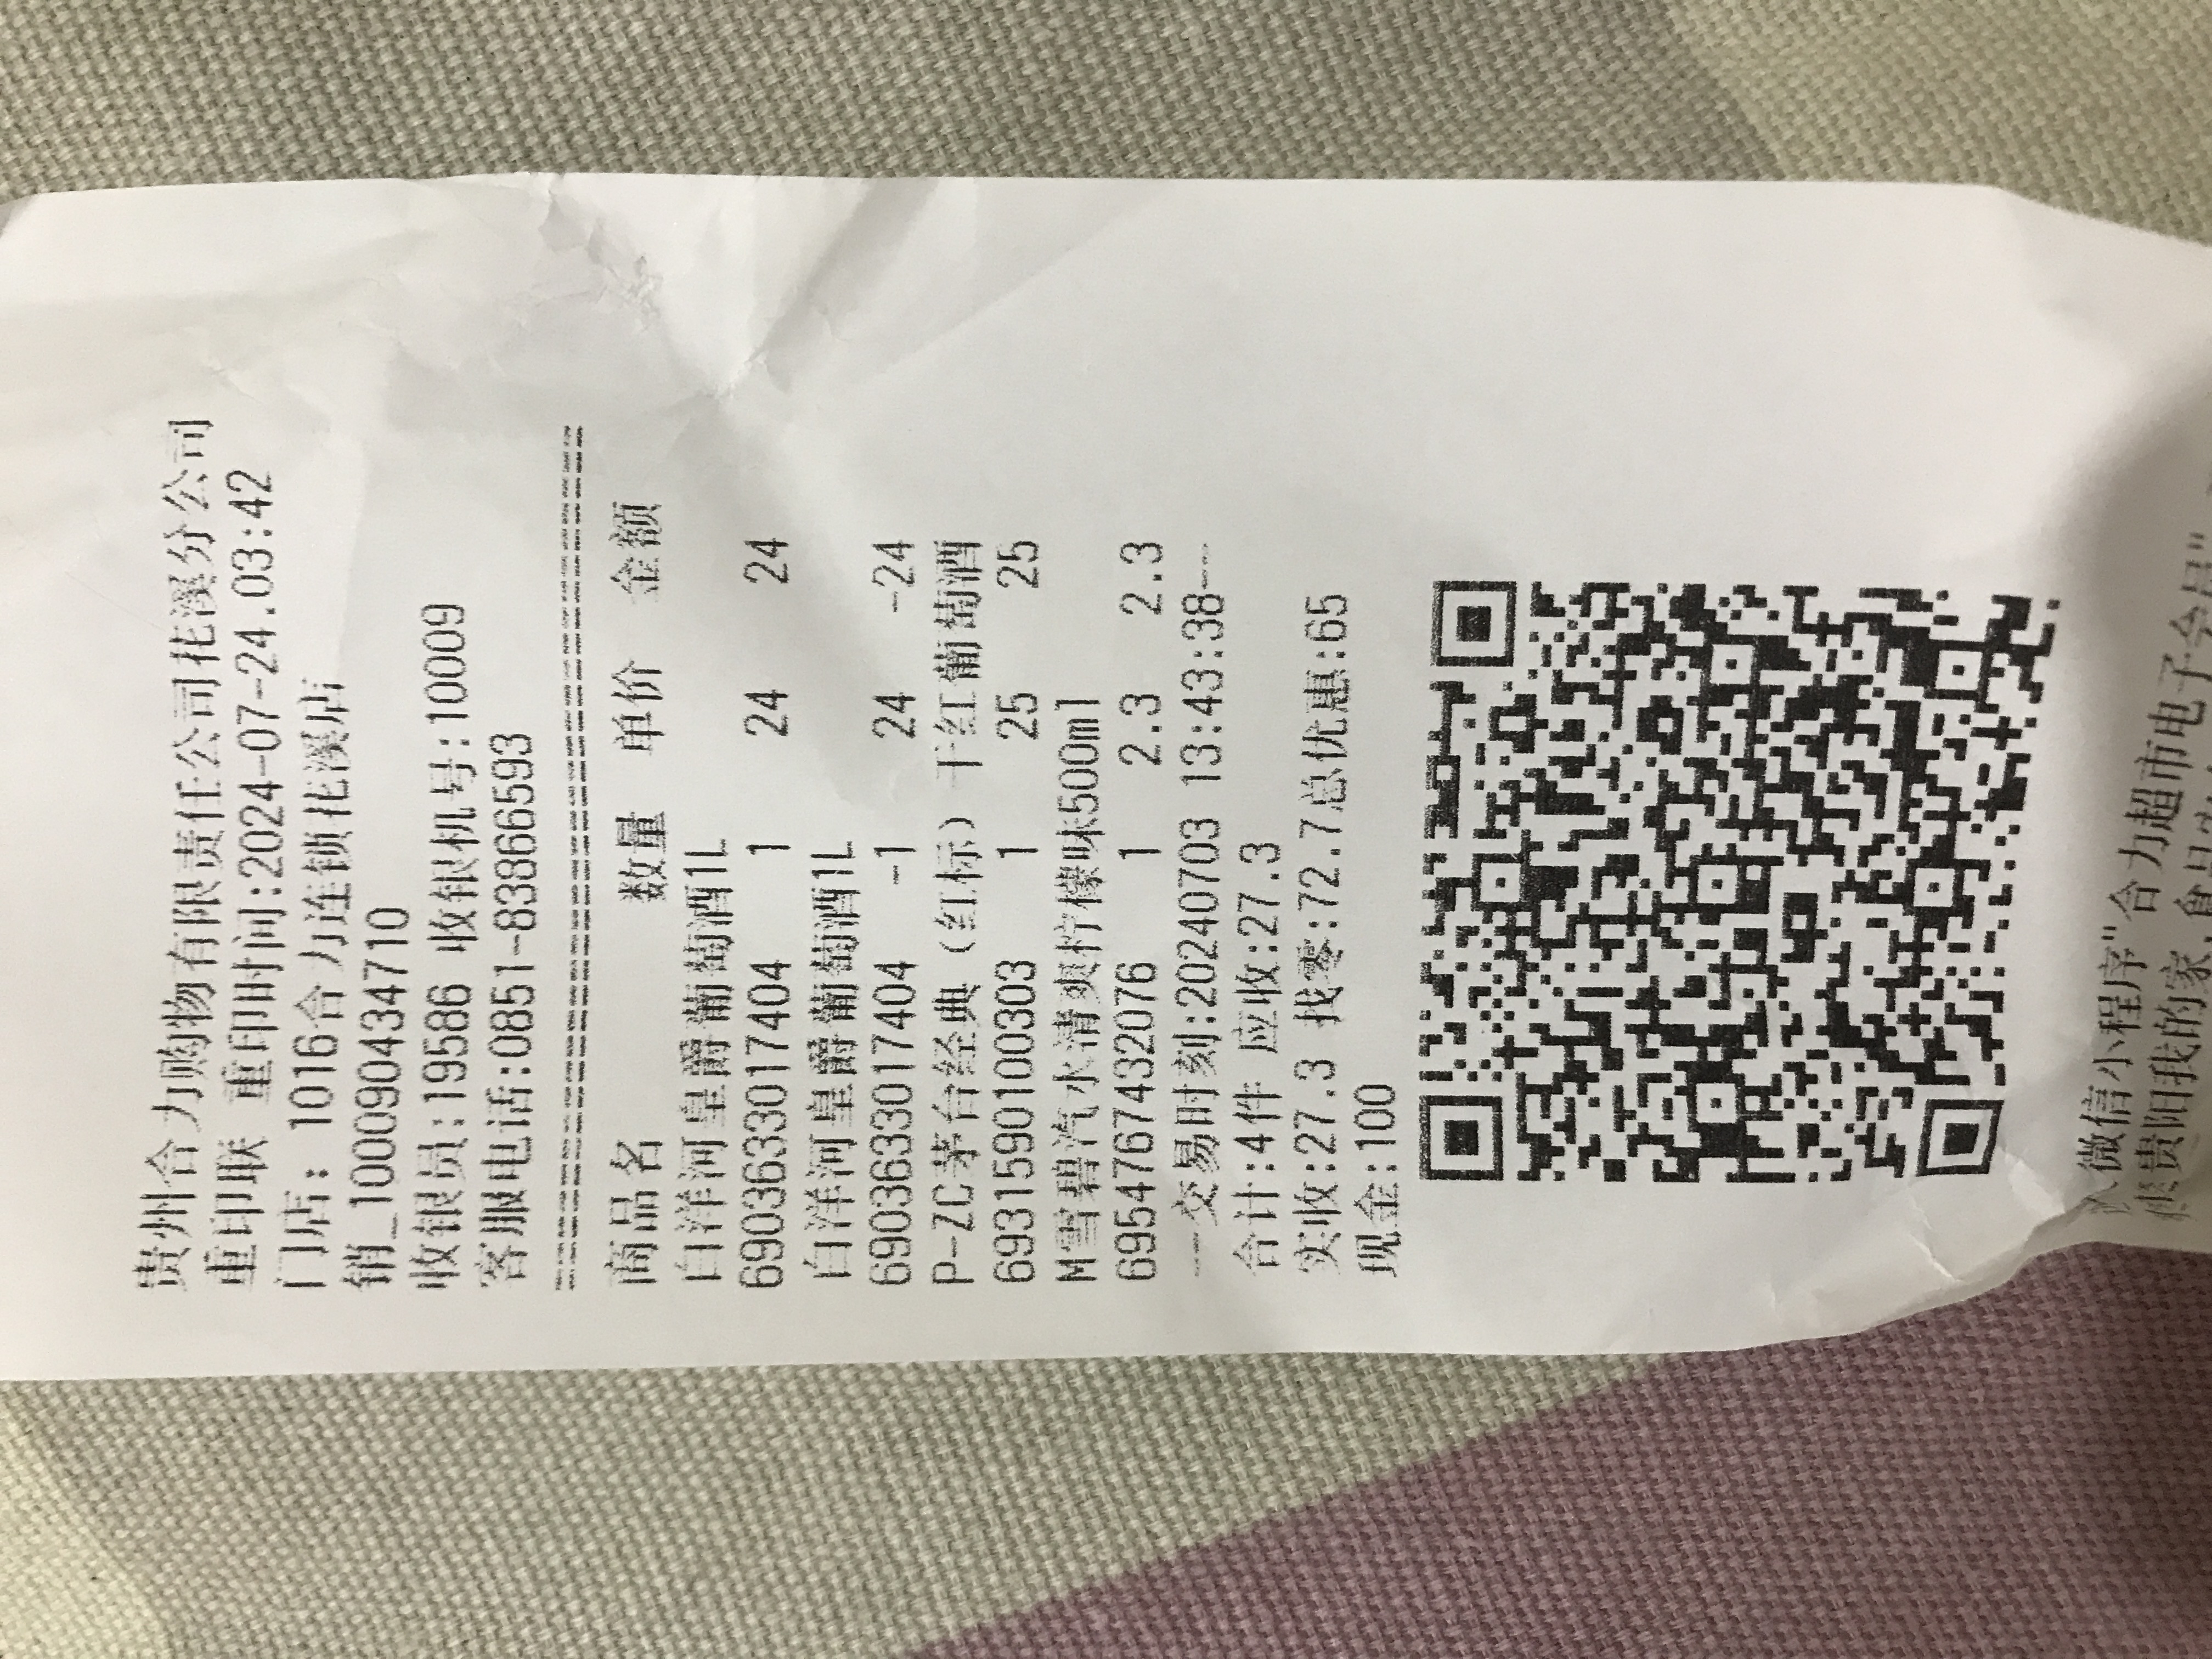 贵州合力购物有限责任公司花溪分公司
重印联 重印时间:2024-07-24.03:42
门店: 1016合力连锁花溪店
销_1000904347​10
收银员:19586 收银机号:10009
客服电话:0851-83866593
商品名 数量 单价 金额
白洋河皇爵葡萄酒1L
6903633017404 1 24 24
白洋河皇爵葡萄酒1L
6903633017404 -1 24 -24
P-ZC茅台经典（红标）干红葡萄酒
6931590100303 1 25 25
M雪碧汽水清爽柠檬味500ml
6954767432076 1 2.3 2.3
--交易时刻:20240703 13:43:38--
合计:4件 应收:27.3
实收:27.3 找零:72.7总优惠:65
现金:100
微信小程序"合力超市电子会员"
贵阳我的家,食品